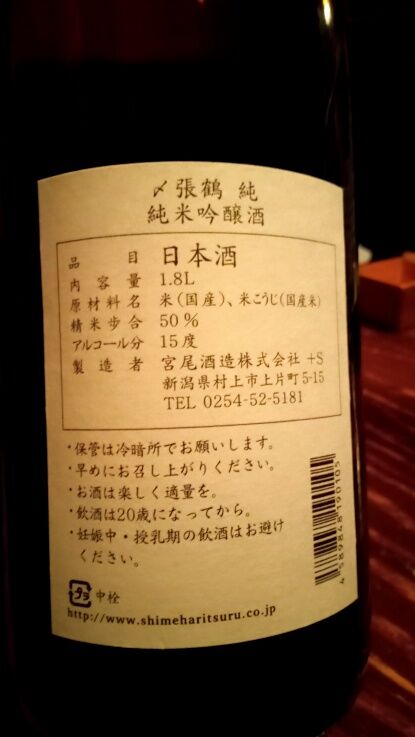 〆張鶴 純
純米吟醸酒
品目 日本酒
内容量 1.8L
原材料名 米(国産)、米こうじ(国産米)
精米歩合 50%
アルコール分 15度
製造者 宮尾酒造株式会社 +S
新潟県村上市上片町5-15
TEL 0254-52-5181
・保管は冷暗所でお願いします。
・早めにお召し上がりください。
・お酒は楽しく適量を。
・飲酒は20歳になってから。
・妊娠中・授乳期の飲酒はお避け
ください。
プラ 中栓
http://www.shimeharitsuru.co.jp
4589848190105